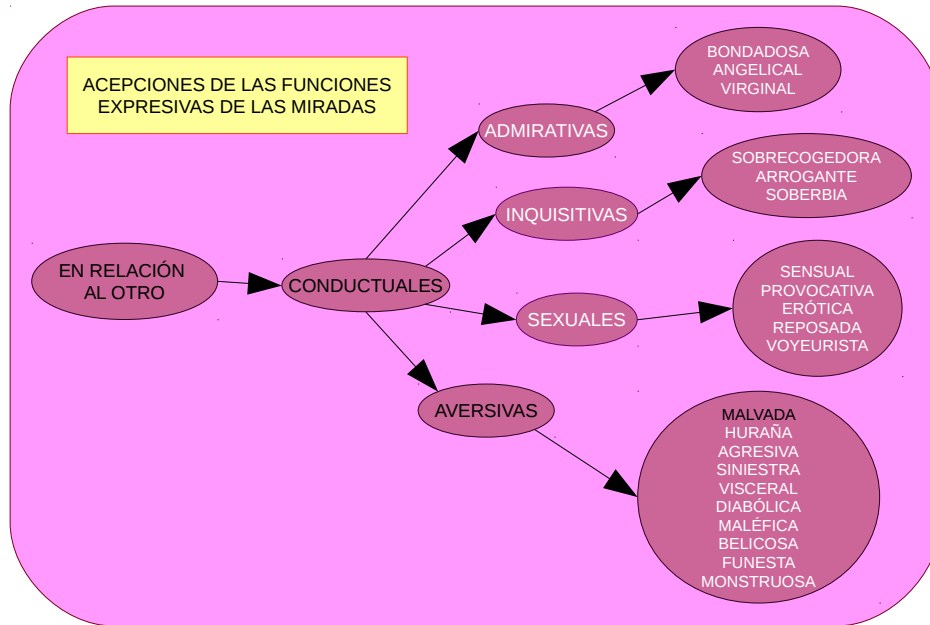 ACEPCIONES DE LAS FUNCIONES
EXPRESIVAS DE LAS MIRADAS
EN RELACIÓN
AL OTRO
CONDUCTUALES
ADMIRATIVAS
BONDADOSA
ANGELICAL
VIRGINAL
INQUISITIVAS
SOBRECOGEDORA
ARROGANTE
SOBERBIA
SEXUALES
SENSUAL
PROVOCATIVA
ERÓTICA
REPOSADA
VOYEURISTA
AVERSIVAS
MALVADA
HURAÑA
AGRESIVA
SINIESTRA
VISCERAL
DIABÓLICA
MALÉFICA
BELICOSA
FUNESTA
MONSTRUOSA